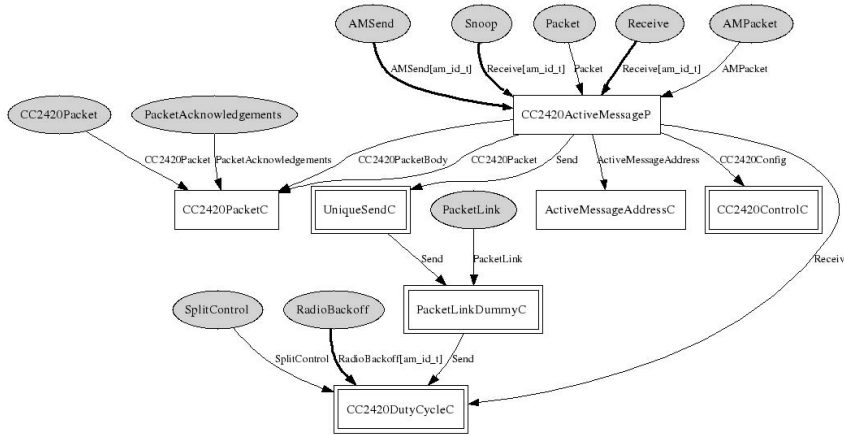 AMSend
Snoop
Packet
Receive
AMPacket
AMSend[am_id_t]
Receive[am_id_t]
Packet
Receive[am_id_t]
AMPacket
CC2420Packet
PacketAcknowledgements
CC2420ActiveMessageP
CC2420Packet
PacketAcknowledgements
CC2420PacketBody
CC2420Packet
Send
ActiveMessageAddress
CC2420Config
CC2420PacketC
UniqueSendC
PacketLink
ActiveMessageAddressC
CC2420ControlC
Send
PacketLink
Receive
SplitControl
RadioBackoff
PacketLinkDummyC
SplitControl
RadioBackoff[am_id_t]
Send
CC2420DutyCycleC